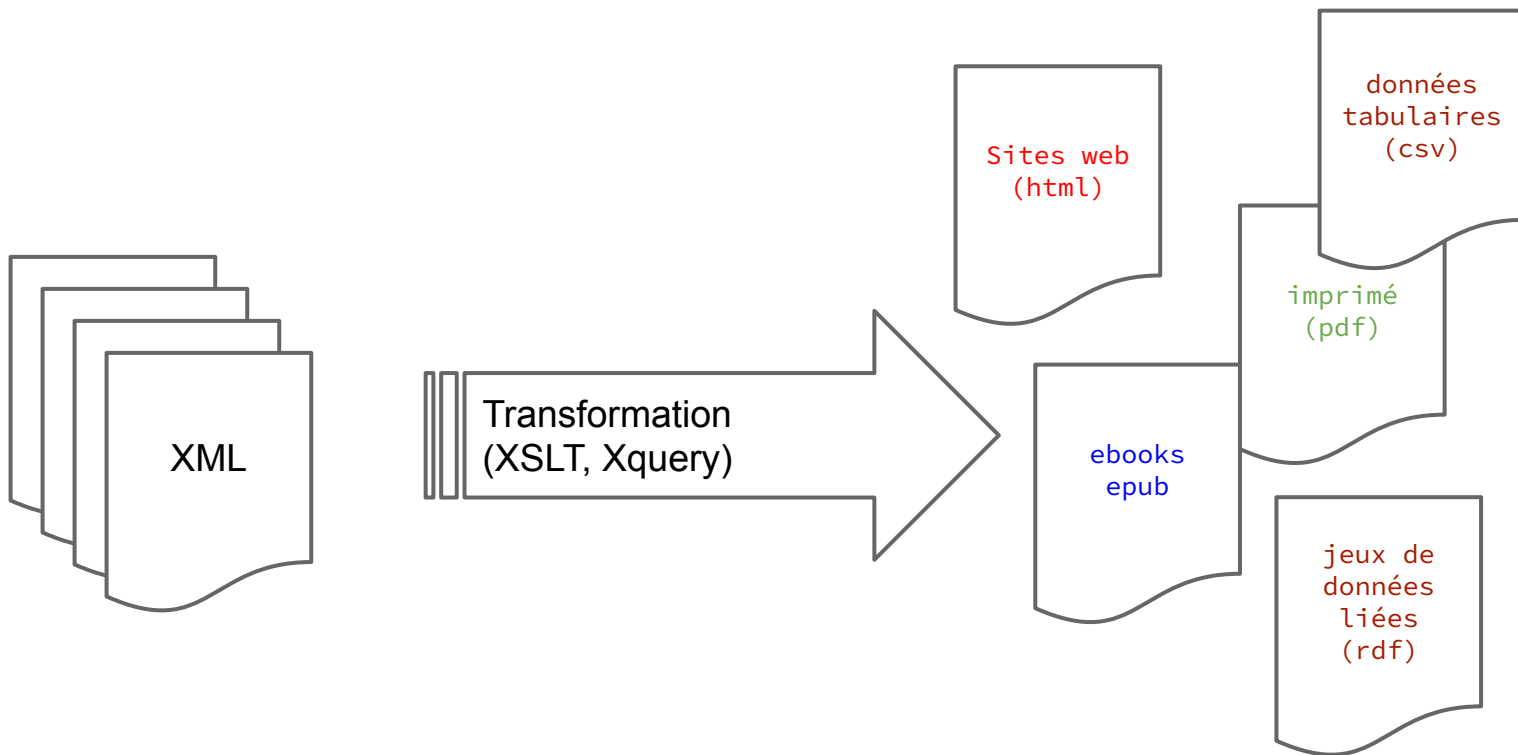 XML
Transformation
(XSLT, Xquery)
Sites web
(html)
données
tabulaires
(csv)
imprimé
(pdf)
ebooks
epub
jeux de
données
liées
(rdf)